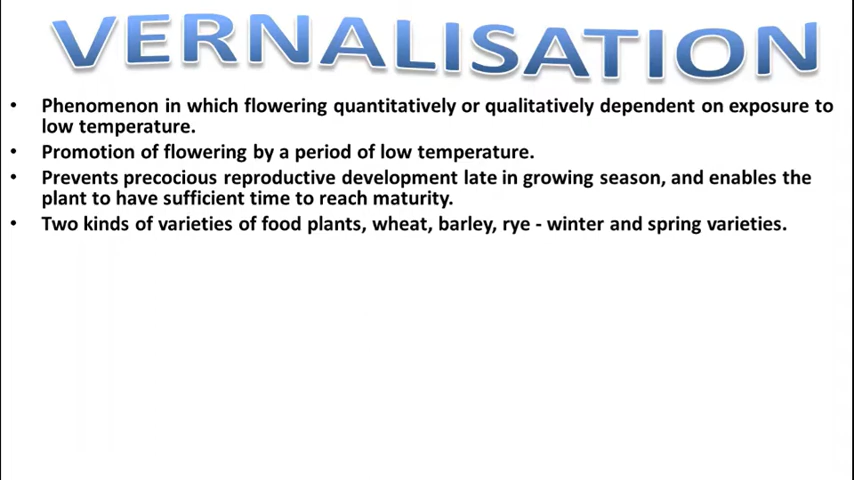 VERNALISATION
• Phenomenon in which flowering quantitatively or qualitatively dependent on exposure to
low temperature.
• Promotion of flowering by a period of low temperature.
• Prevents precocious reproductive development late in growing season, and enables the
plant to have sufficient time to reach maturity.
• Two kinds of varieties of food plants, wheat, barley, rye - winter and spring varieties.